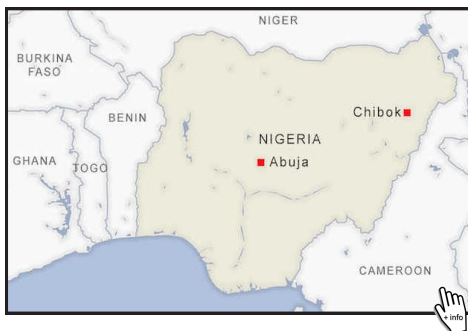 NIGER
BURKINA
FASO
BENIN
Chibok
NIGERIA
GHANA
TOGO
Abuja
CAMEROON
+ info